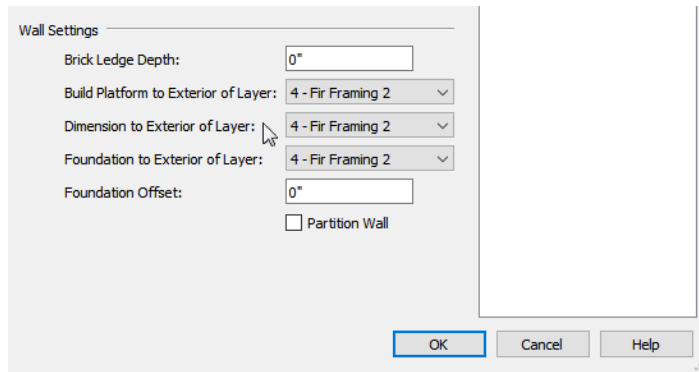 Wall Settings
Brick Ledge Depth: 0"
Build Platform to Exterior of Layer: 4 - Fir Framing 2
Dimension to Exterior of Layer: 4 - Fir Framing 2
Foundation to Exterior of Layer: 4 - Fir Framing 2
Foundation Offset: 0"
Partition Wall
OK Cancel Help